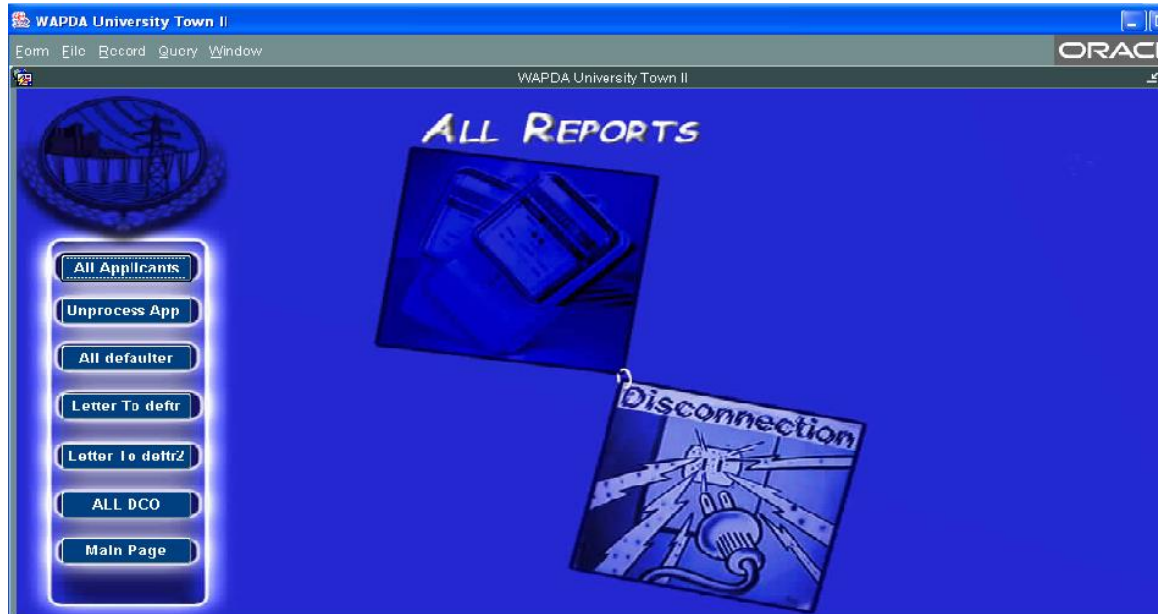 WAPDA University Town II
Form File Record Query Window
ORACL
WAPDA University Town II
ALL REPORTS
All Applicants
Unprocess App
All defaulter
Letter To deftr
Letter To deftr2
ALL DCO
Main Page
Disconnection